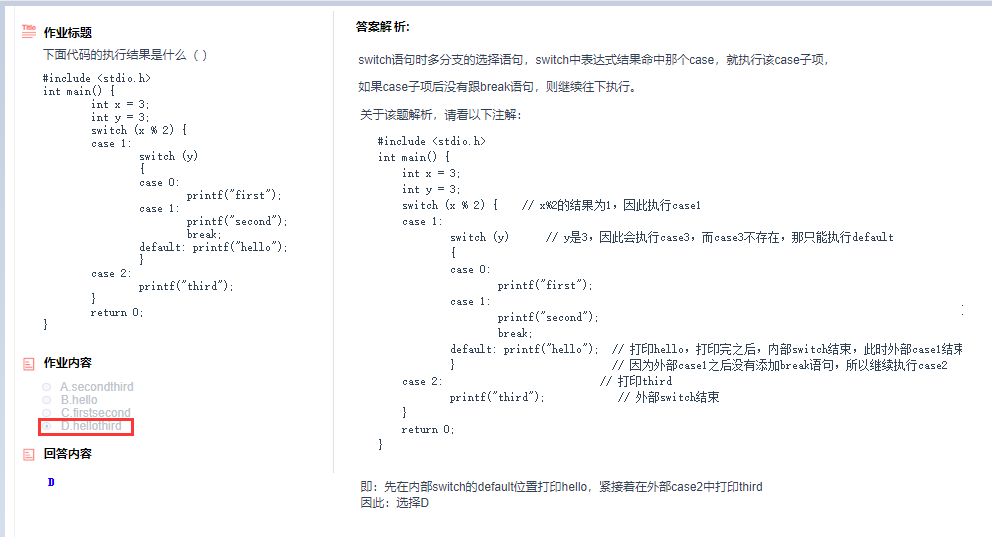 Title
作业标题
下面代码的执行结果是什么（ ）
#include <stdio.h>
int main() {
int x = 3;
int y = 3;
switch (x % 2) {
case 1:
switch (y)
{
case 0:
printf("first");
case 1:
printf("second");
break;
default: printf("hello");
}
case 2:
printf("third");
}
return 0;
}
作业内容
A.secondthird
B.hello
C.firstsecond
D.hellothird
回答内容
D
答案解析:
switch语句时多分支的选择语句，switch中表达式结果命中那个case，就执行该case子项，
如果case子项后没有跟break语句，则继续往下执行。
关于该题解析，请看以下注解：
#include <stdio.h>
int main() {
int x = 3;
int y = 3;
switch (x % 2) { // x%2的结果为1，因此执行case1
case 1:
switch (y) // y是3，因此会执行case3，而case3不存在，那只能执行default
{
case 0:
printf("first");
case 1:
printf("second");
break;
default: printf("hello"); // 打印hello，打印完之后，内部switch结束，此时外部case1结束
} // 因为外部case1之后没有添加break语句，所以继续执行case2
case 2: // 打印third
printf("third"); // 外部switch结束
}
return 0;
}
即：先在内部switch的default位置打印hello，紧接着在外部case2中打印third
因此：选择D